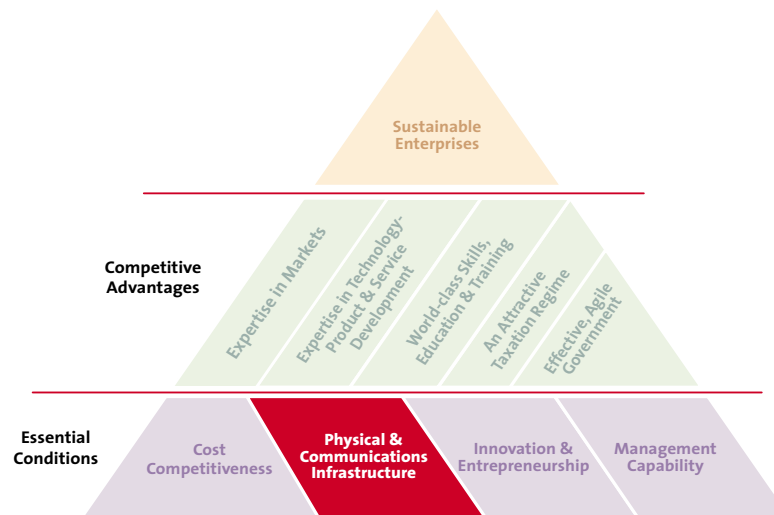 Sustainable
Enterprises
Competitive
Advantages
Expertise in Markets
Expertise in Technology-
Product & Service
Development
World-class Skills,
Education & Training
An Attractive
Taxation Regime
Effective, Agile
Government
Essential
Conditions
Cost
Competitiveness
Physical &
Communications
Infrastructure
Innovation &
Entrepreneurship
Management
Capability